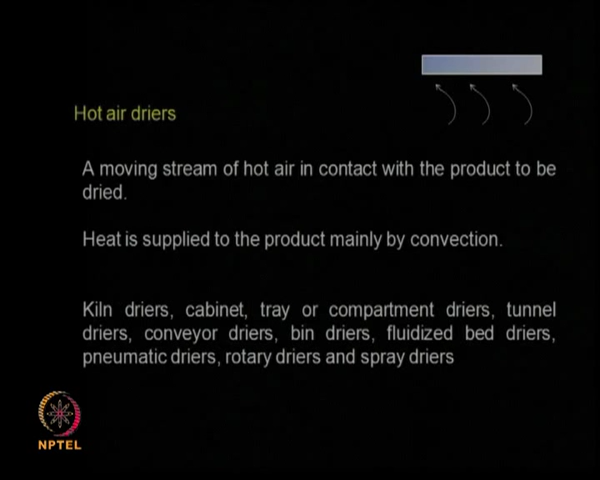 Hot air driers
A moving stream of hot air in contact with the product to be
dried.
Heat is supplied to the product mainly by convection.
Kiln driers, cabinet, tray or compartment driers, tunnel
driers, conveyor driers, bin driers, fluidized bed driers,
pneumatic driers, rotary driers and spray driers
NPTEL